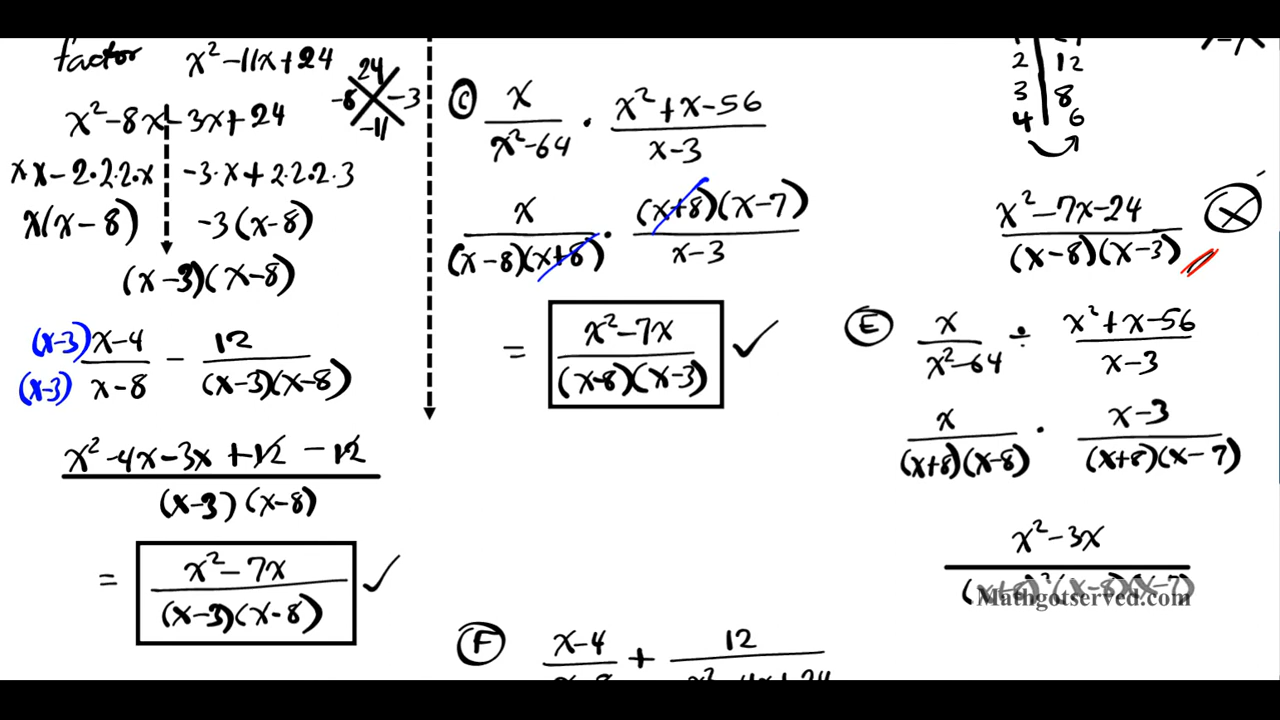 factor x² - 11x + 24
24
-8 -3
-11
x² - 8x - 3x + 24
x x - 2·2·2·x -3·x + 2·2·2·3
x(x - 8) -3(x - 8)
(x - 3)(x - 8)
(x-3) x-4 - 12
(x-3) x-8 (x-3)(x-8)
x² - 4x - 3x + 12 - 12
(x-3)(x-8)
= x² - 7x
(x-3)(x-8)
C x · x² + x - 56
x² - 64 x - 3
x · (x+8)(x-7)
(x-8)(x+8) x-3
= x² - 7x
(x-8)(x-3)
F x-4 + 12
2 12
3 8
4 6
x² - 7x - 24
(x-8)(x-3)
E x ÷ x² + x - 56
x² - 64 x - 3
x · x-3
(x+8)(x-8) (x+8)(x-7)
x² - 3x
(x+8)²(x-8)(x-7)
Mathgotserved.com